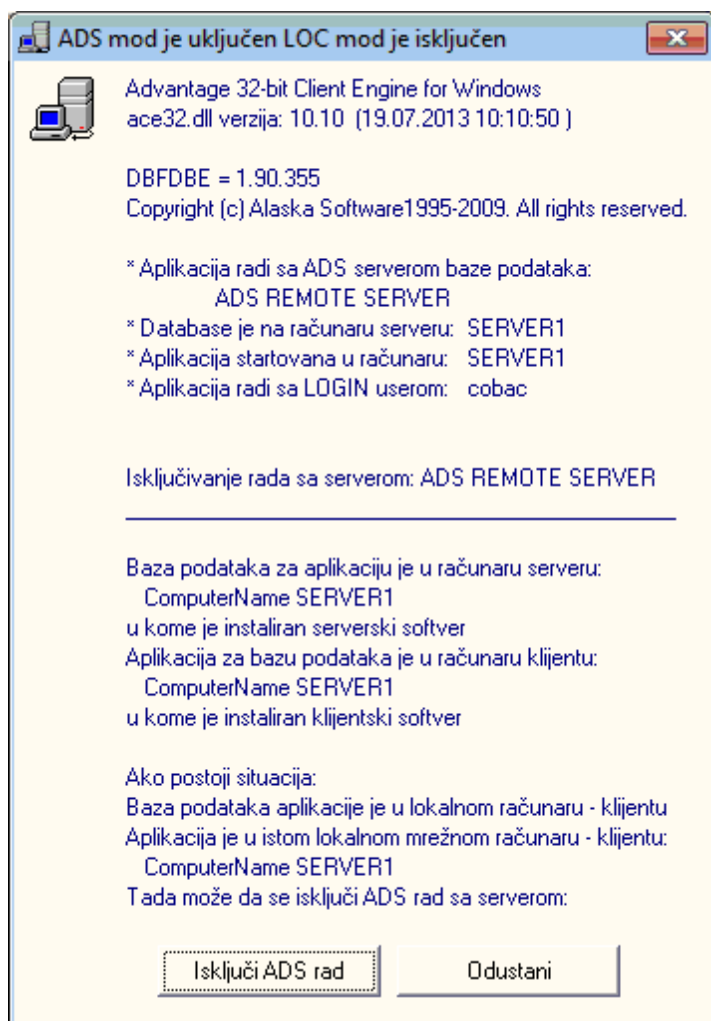 ADS mod je uključen LOC mod je isključen
Advantage 32-bit Client Engine for Windows
ace32.dll verzija: 10.10 (19.07.2013 10:10:50 )
DBFDBE = 1.90.355
Copyright (c) Alaska Software1995-2009. All rights reserved.
* Aplikacija radi sa ADS serverom baze podataka:
ADS REMOTE SERVER
* Database je na računaru serveru: SERVER1
* Aplikacija startovana u računaru: SERVER1
* Aplikacija radi sa LOGIN userom: cobac
Isključivanje rada sa serverom: ADS REMOTE SERVER
Baza podataka za aplikaciju je u računaru serveru:
ComputerName SERVER1
u kome je instaliran serverski softver
Aplikacija za bazu podataka je u računaru klijentu:
ComputerName SERVER1
u kome je instaliran klijentski softver
Ako postoji situacija:
Baza podataka aplikacije je u lokalnom računaru - klijentu
Aplikacija je u istom lokalnom mrežnom računaru - klijentu:
ComputerName SERVER1
Tada može da se isključi ADS rad sa serverom:
Isključi ADS rad
Odustani